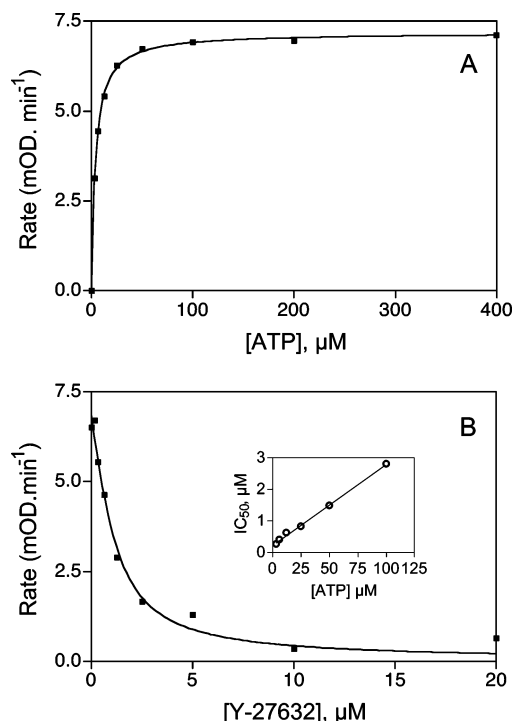 A
7.5
5.0
2.5
0.0
Rate (mOD. min⁻¹)
0 100 200 300 400
[ATP], µM
B
7.5
5.0
2.5
0.0
Rate (mOD.min⁻¹)
3
2
1
0
IC₅₀, µM
0 25 50 75 100 125
[ATP] µM
0 5 10 15 20
[Y-27632], µM